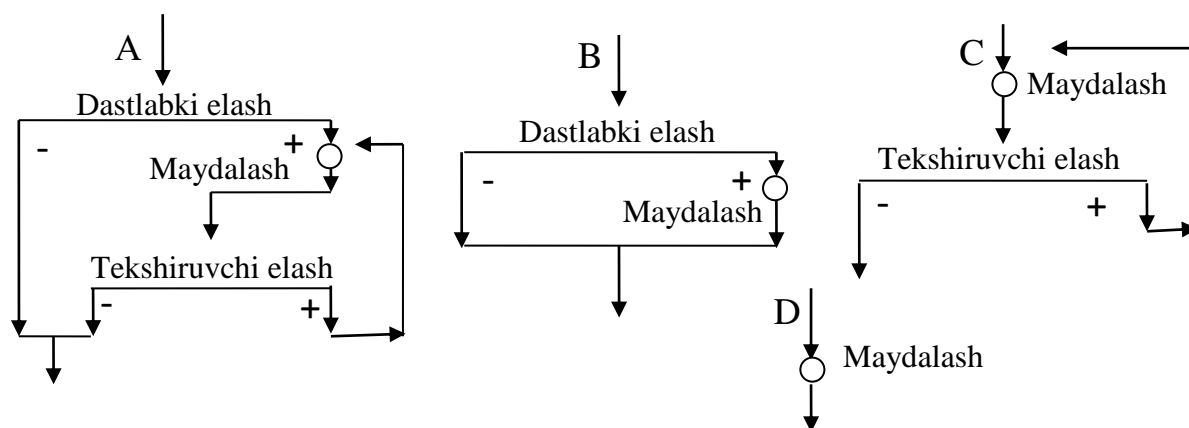 A
Dastlabki elash
- +
Maydalash
Tekshiruvchi elash
- +
B
Dastlabki elash
- +
Maydalash
C
Maydalash
Tekshiruvchi elash
- +
D
Maydalash